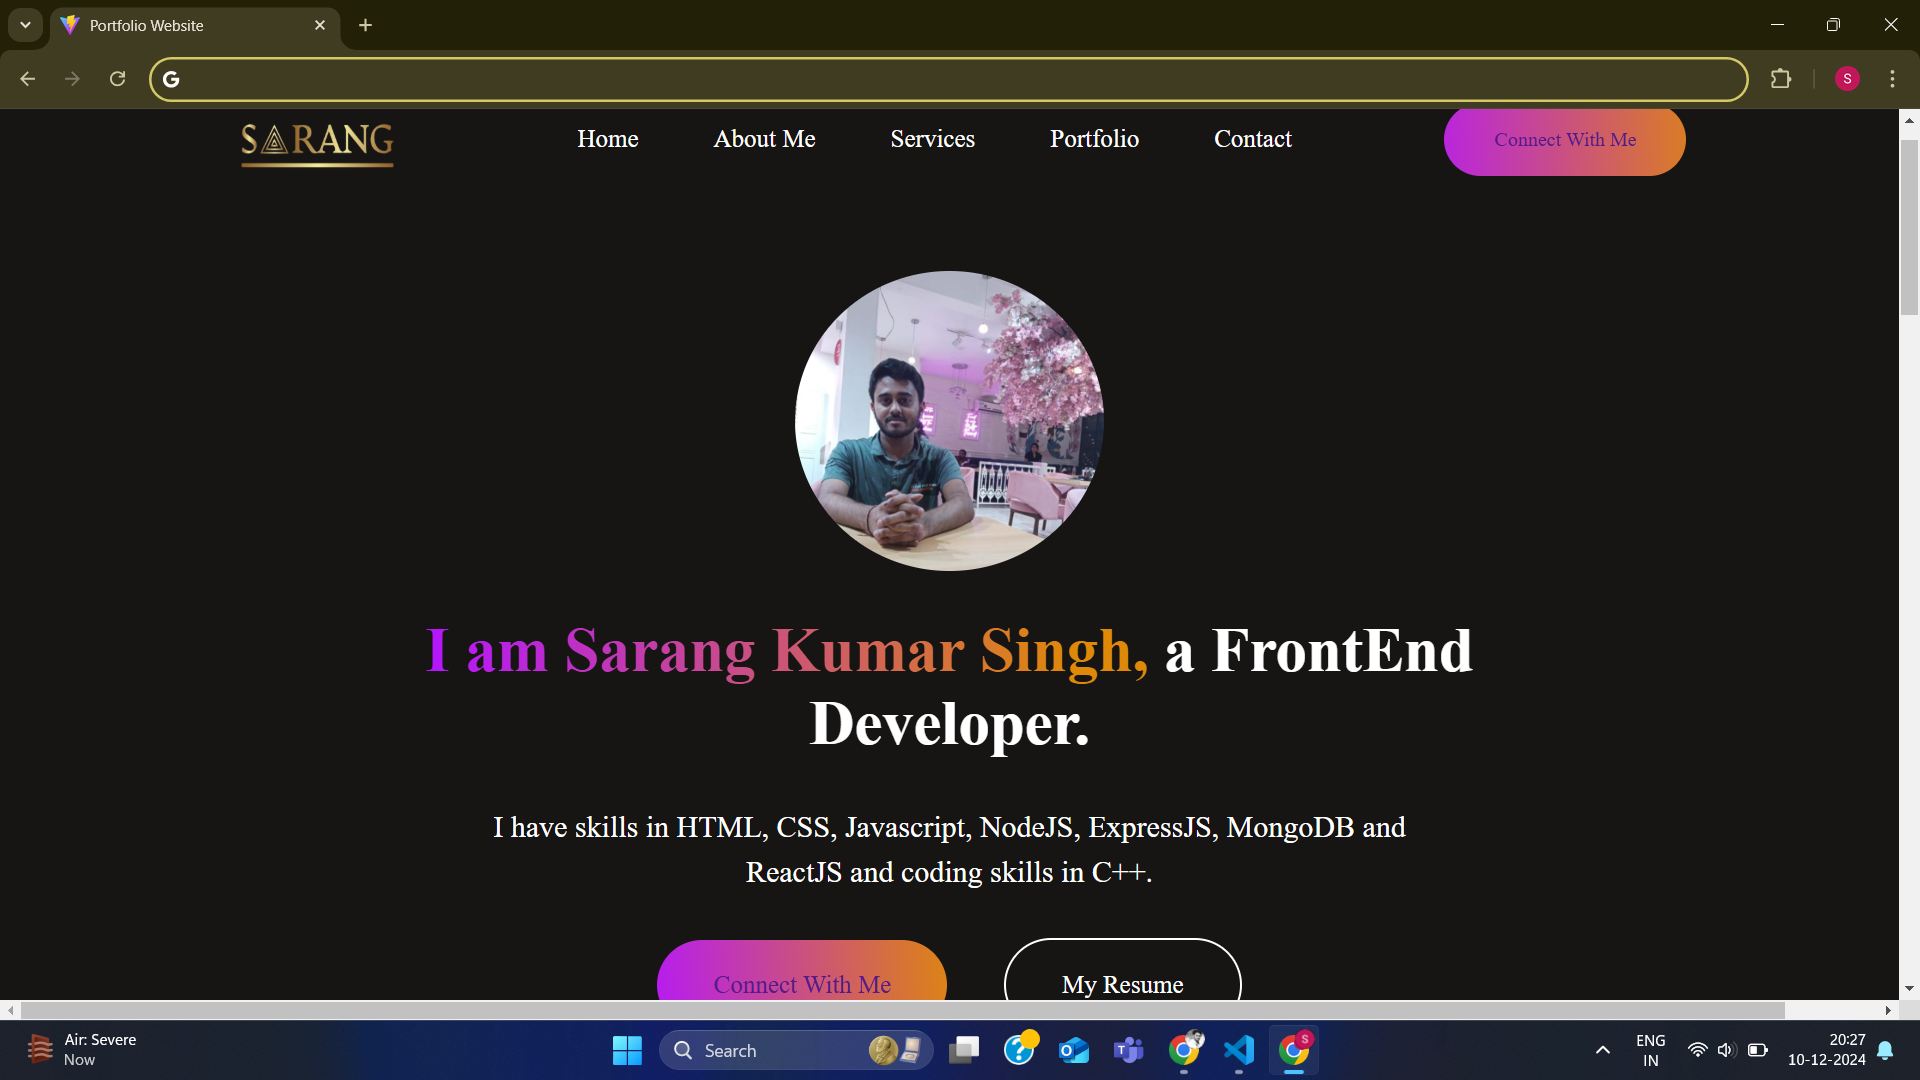 Portfolio Website
SARANG
Home
About Me
Services
Portfolio
Contact
Connect With Me
I am Sarang Kumar Singh, a FrontEnd
Developer.
I have skills in HTML, CSS, Javascript, NodeJS, ExpressJS, MongoDB and
ReactJS and coding skills in C++.
Connect With Me
My Resume
Air: Severe
Now
Search
ENG
IN
20:27
10-12-2024